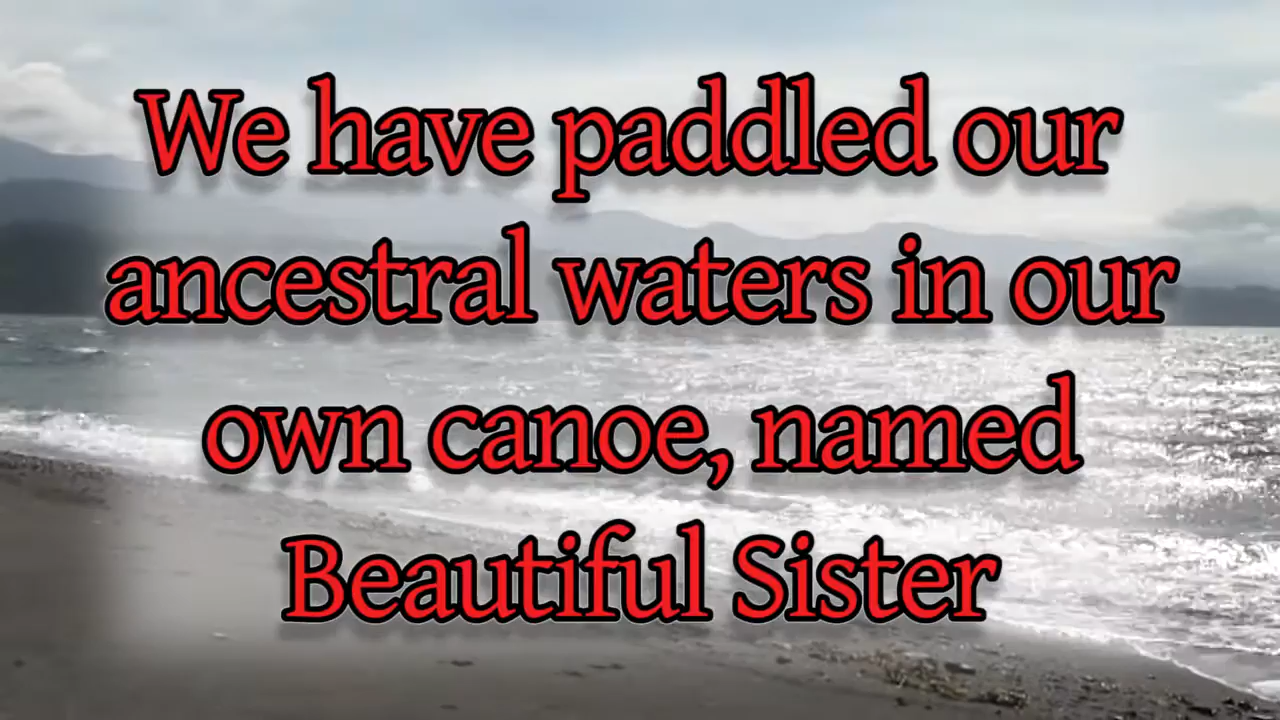 We have paddled our
ancestral waters in our
own canoe, named
Beautiful Sister